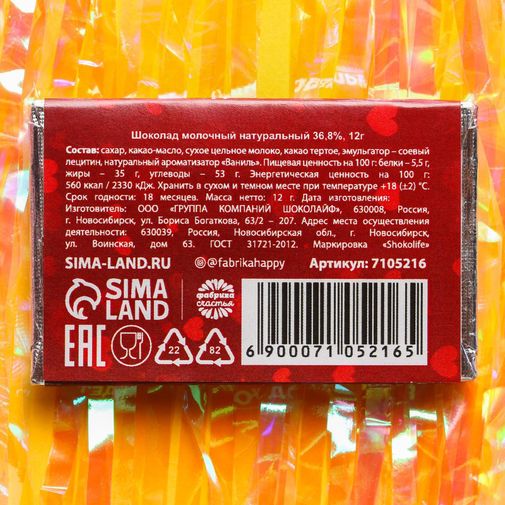 Шоколад молочный натуральный 36,8%, 12г
Состав: сахар, какао-масло, сухое цельное молоко, какао тертое, эмульгатор – соевый
лецитин, натуральный ароматизатор «Ваниль». Пищевая ценность на 100 г: белки – 5,5 г,
жиры - 35 г, углеводы – 53 г. Энергетическая ценность на 100 г:
560 ккал / 2330 кДж. Хранить в сухом и темном месте при температуре +18 (±2) °С.
Срок годности: 18 месяцев. Масса нетто: 12 г. Дата изготовления:
Изготовитель: ООО «ГРУППА КОМПАНИЙ ШОКОЛАЙФ», 630008, Россия,
г. Новосибирск, ул. Бориса Богаткова, 63/2 – 207. Адрес места осуществления
деятельности: 630039, Россия, Новосибирская обл., г. Новосибирск,
ул. Воинская, дом 63. ГОСТ 31721-2012. Маркировка «Shokolife»
SIMA-LAND.RU @fabrikahappy Артикул: 7105216
SIMA
LAND
фабрика
счастья
EAC
22
82
6 900071 052165